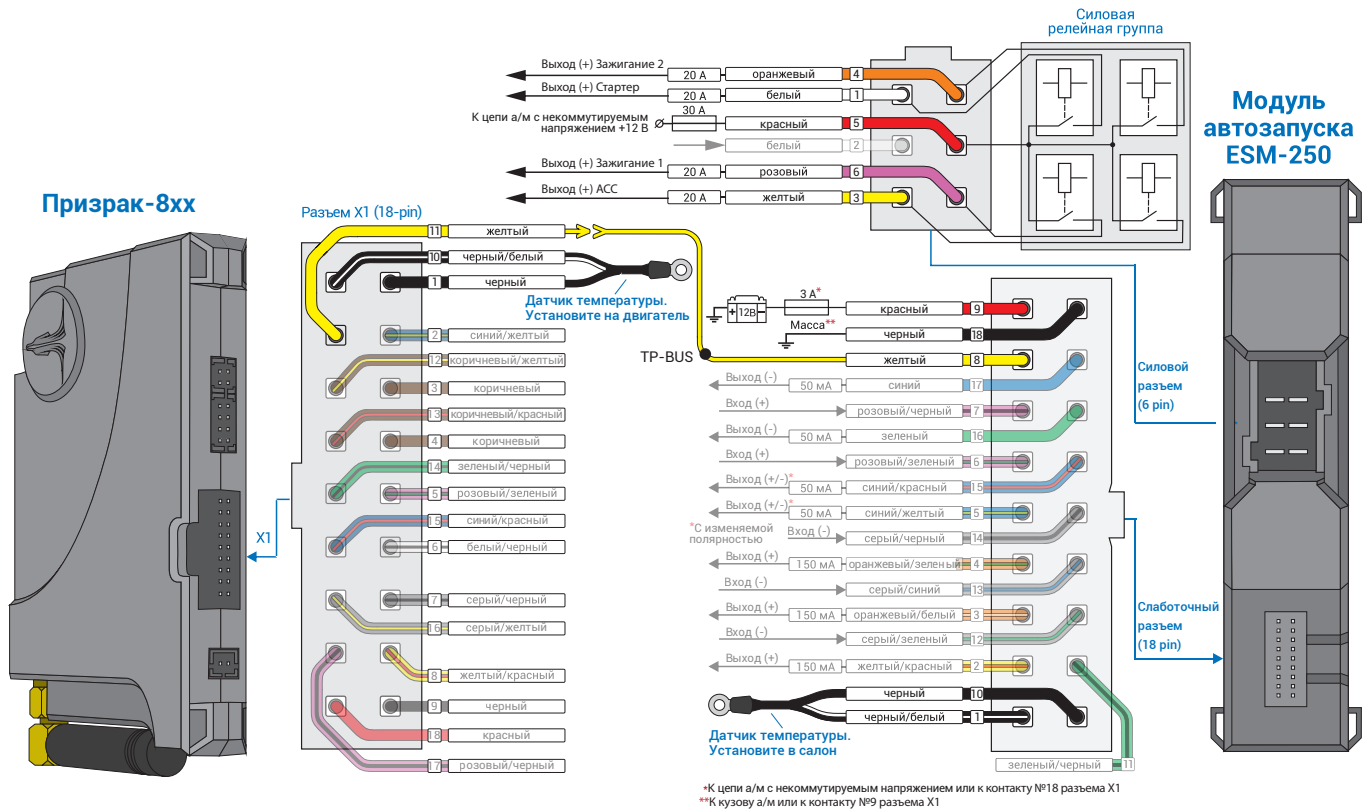 Силовая
релейная группа
Выход (+) Зажигание 2
20 А
оранжевый
4
Выход (+) Стартер
20 А
белый
1
30 А
К цепи а/м с некоммутируемым
напряжением +12 В
красный
5
белый
2
Выход (+) Зажигание 1
20 А
розовый
6
Выход (+) ACC
20 А
желтый
3
Модуль
автозапуска
ESM-250
Призрак-8xx
Разъем X1 (18-pin)
11
желтый
10
черный/белый
1
черный
Датчик температуры.
Установите на двигатель
2
синий/желтый
12
коричневый/желтый
3
коричневый
13
коричневый/красный
4
коричневый
14
зеленый/черный
5
розовый/зеленый
15
синий/красный
6
белый/черный
7
серый/черный
16
серый/желтый
8
желтый/красный
9
черный
18
красный
17
розовый/черный
X1
+ 12В −
3 А*
красный
9
Масса**
черный
18
TP-BUS
желтый
8
Выход (-)
50 мА
синий
17
Вход (+)
розовый/черный
7
Выход (-)
50 мА
зеленый
16
Вход (+)
розовый/зеленый
6
Выход (+/-)*
50 мА
синий/красный
15
Выход (+/-)*
50 мА
синий/желтый
5
*С изменяемой
полярностью
Вход (-)
серый/черный
14
Выход (+)
150 мА
оранжевый/зеленый
4
Вход (-)
серый/синий
13
Выход (+)
150 мА
оранжевый/белый
3
Вход (-)
серый/зеленый
12
Выход (+)
150 мА
желтый/красный
2
черный
10
черный/белый
1
Датчик температуры.
Установите в салон
зеленый/черный
11
Силовой
разъем
(6 pin)
Слаботочный
разъем
(18 pin)
*К цепи а/м с некоммутируемым напряжением или к контакту №18 разъема X1
**К кузову а/м или к контакту №9 разъема X1